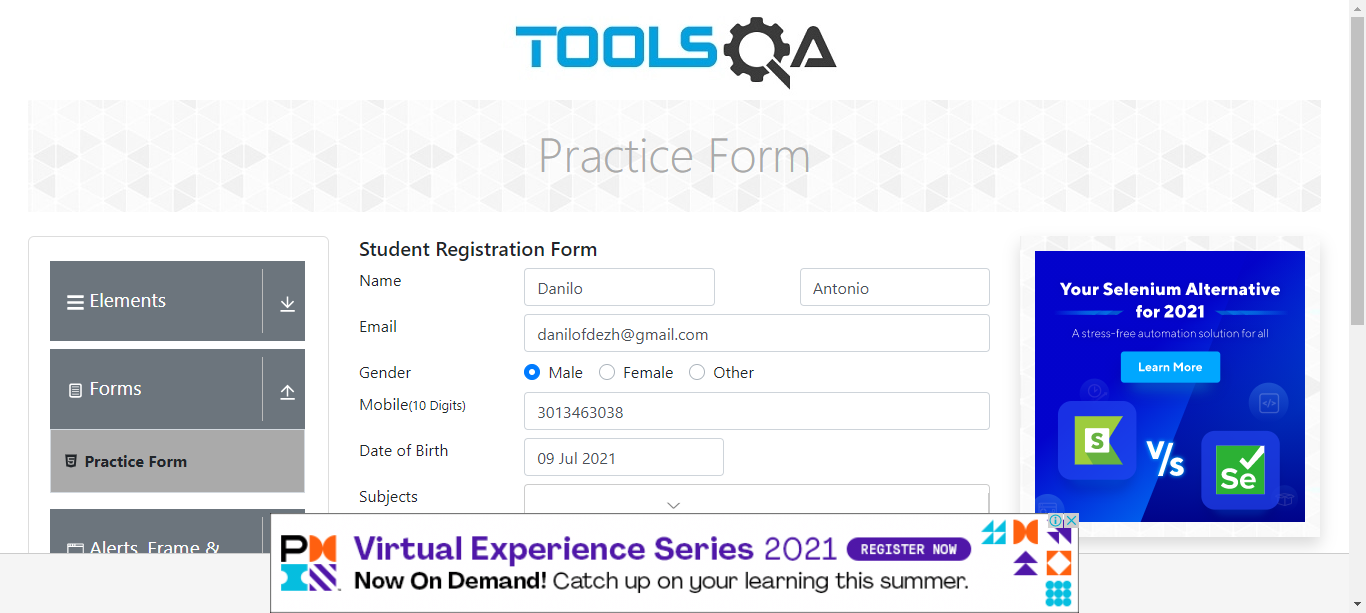 TOOLSQA
Practice Form
Elements
Forms
Practice Form
Alerts, Frame &
Student Registration Form
Name
Danilo
Antonio
Email
danilofdezh@gmail.com
Gender
Male
Female
Other
Mobile(10 Digits)
3013463038
Date of Birth
09 Jul 2021
Subjects
Your Selenium Alternative
for 2021
A stress-free automation solution for all
Learn More
S
V/s
Se
PMI
Virtual Experience Series 2021
REGISTER NOW
Now On Demand! Catch up on your learning this summer.